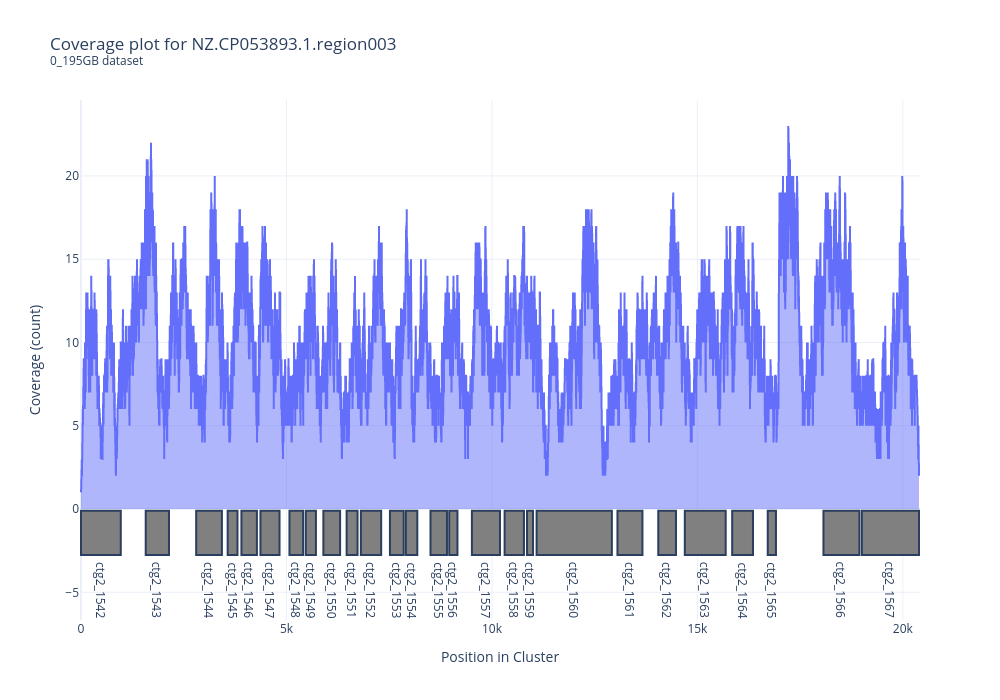 Coverage plot for NZ.CP053893.1.region003
0_195GB dataset
Coverage (count)
20
15
10
5
0
−5
ctg2_1542
ctg2_1543
ctg2_1544
ctg2_1545
ctg2_1546
ctg2_1547
ctg2_1548
ctg2_1549
ctg2_1550
ctg2_1551
ctg2_1552
ctg2_1553
ctg2_1554
ctg2_1555
ctg2_1556
ctg2_1557
ctg2_1558
ctg2_1559
ctg2_1560
ctg2_1561
ctg2_1562
ctg2_1563
ctg2_1564
ctg2_1565
ctg2_1566
ctg2_1567
0
5k
10k
15k
20k
Position in Cluster